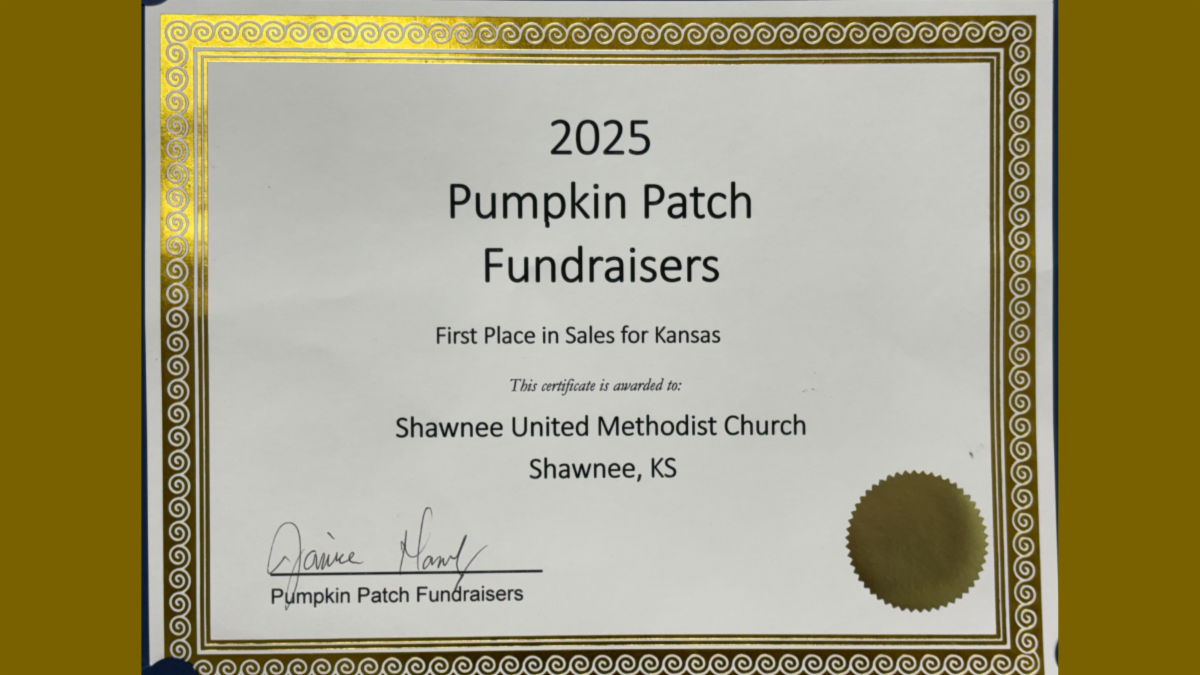 2025
Pumpkin Patch
Fundraisers
First Place in Sales for Kansas
This certificate is awarded to:
Shawnee United Methodist Church
Shawnee, KS
Janice
Pumpkin Patch Fundraisers